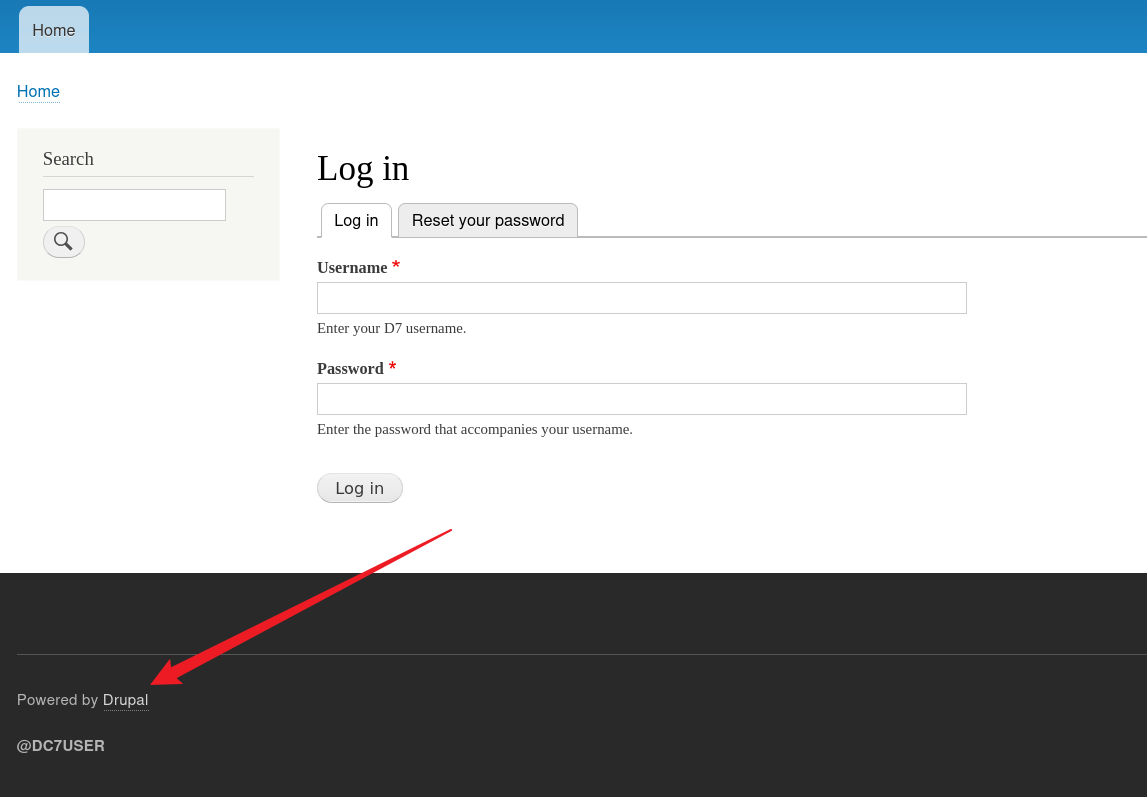 Home
Home
Search
Log in
Log in
Reset your password
Username *
Enter your D7 username.
Password *
Enter the password that accompanies your username.
Log in
Powered by Drupal
@DC7USER